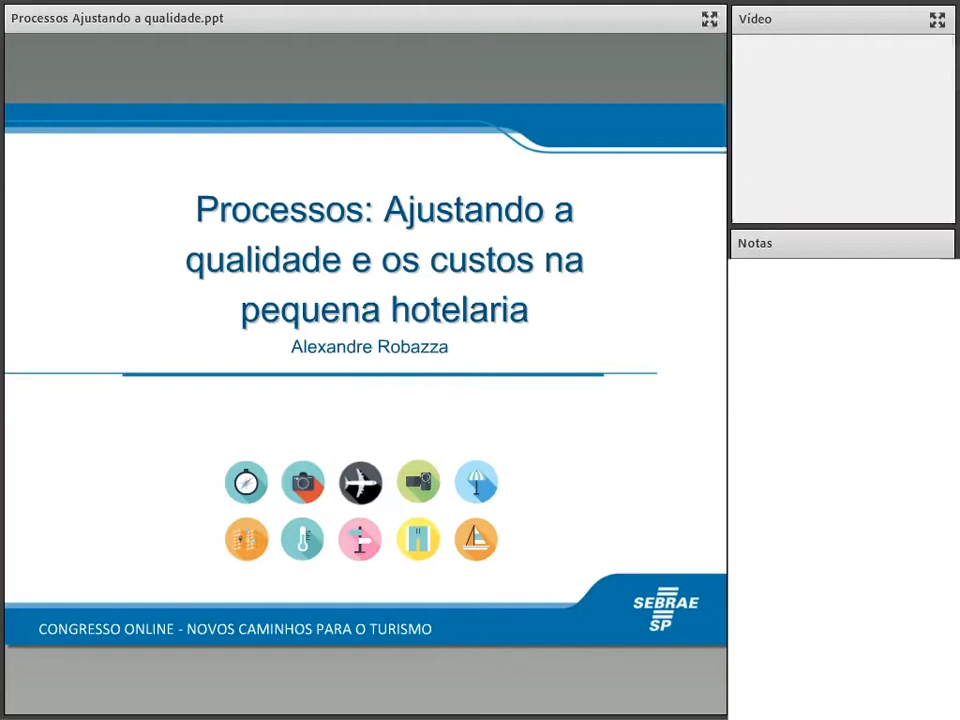 Processos Ajustando a qualidade.ppt
Vídeo
Notas
Processos: Ajustando a
qualidade e os custos na
pequena hotelaria
Alexandre Robazza
SEBRAE
SP
CONGRESSO ONLINE - NOVOS CAMINHOS PARA O TURISMO